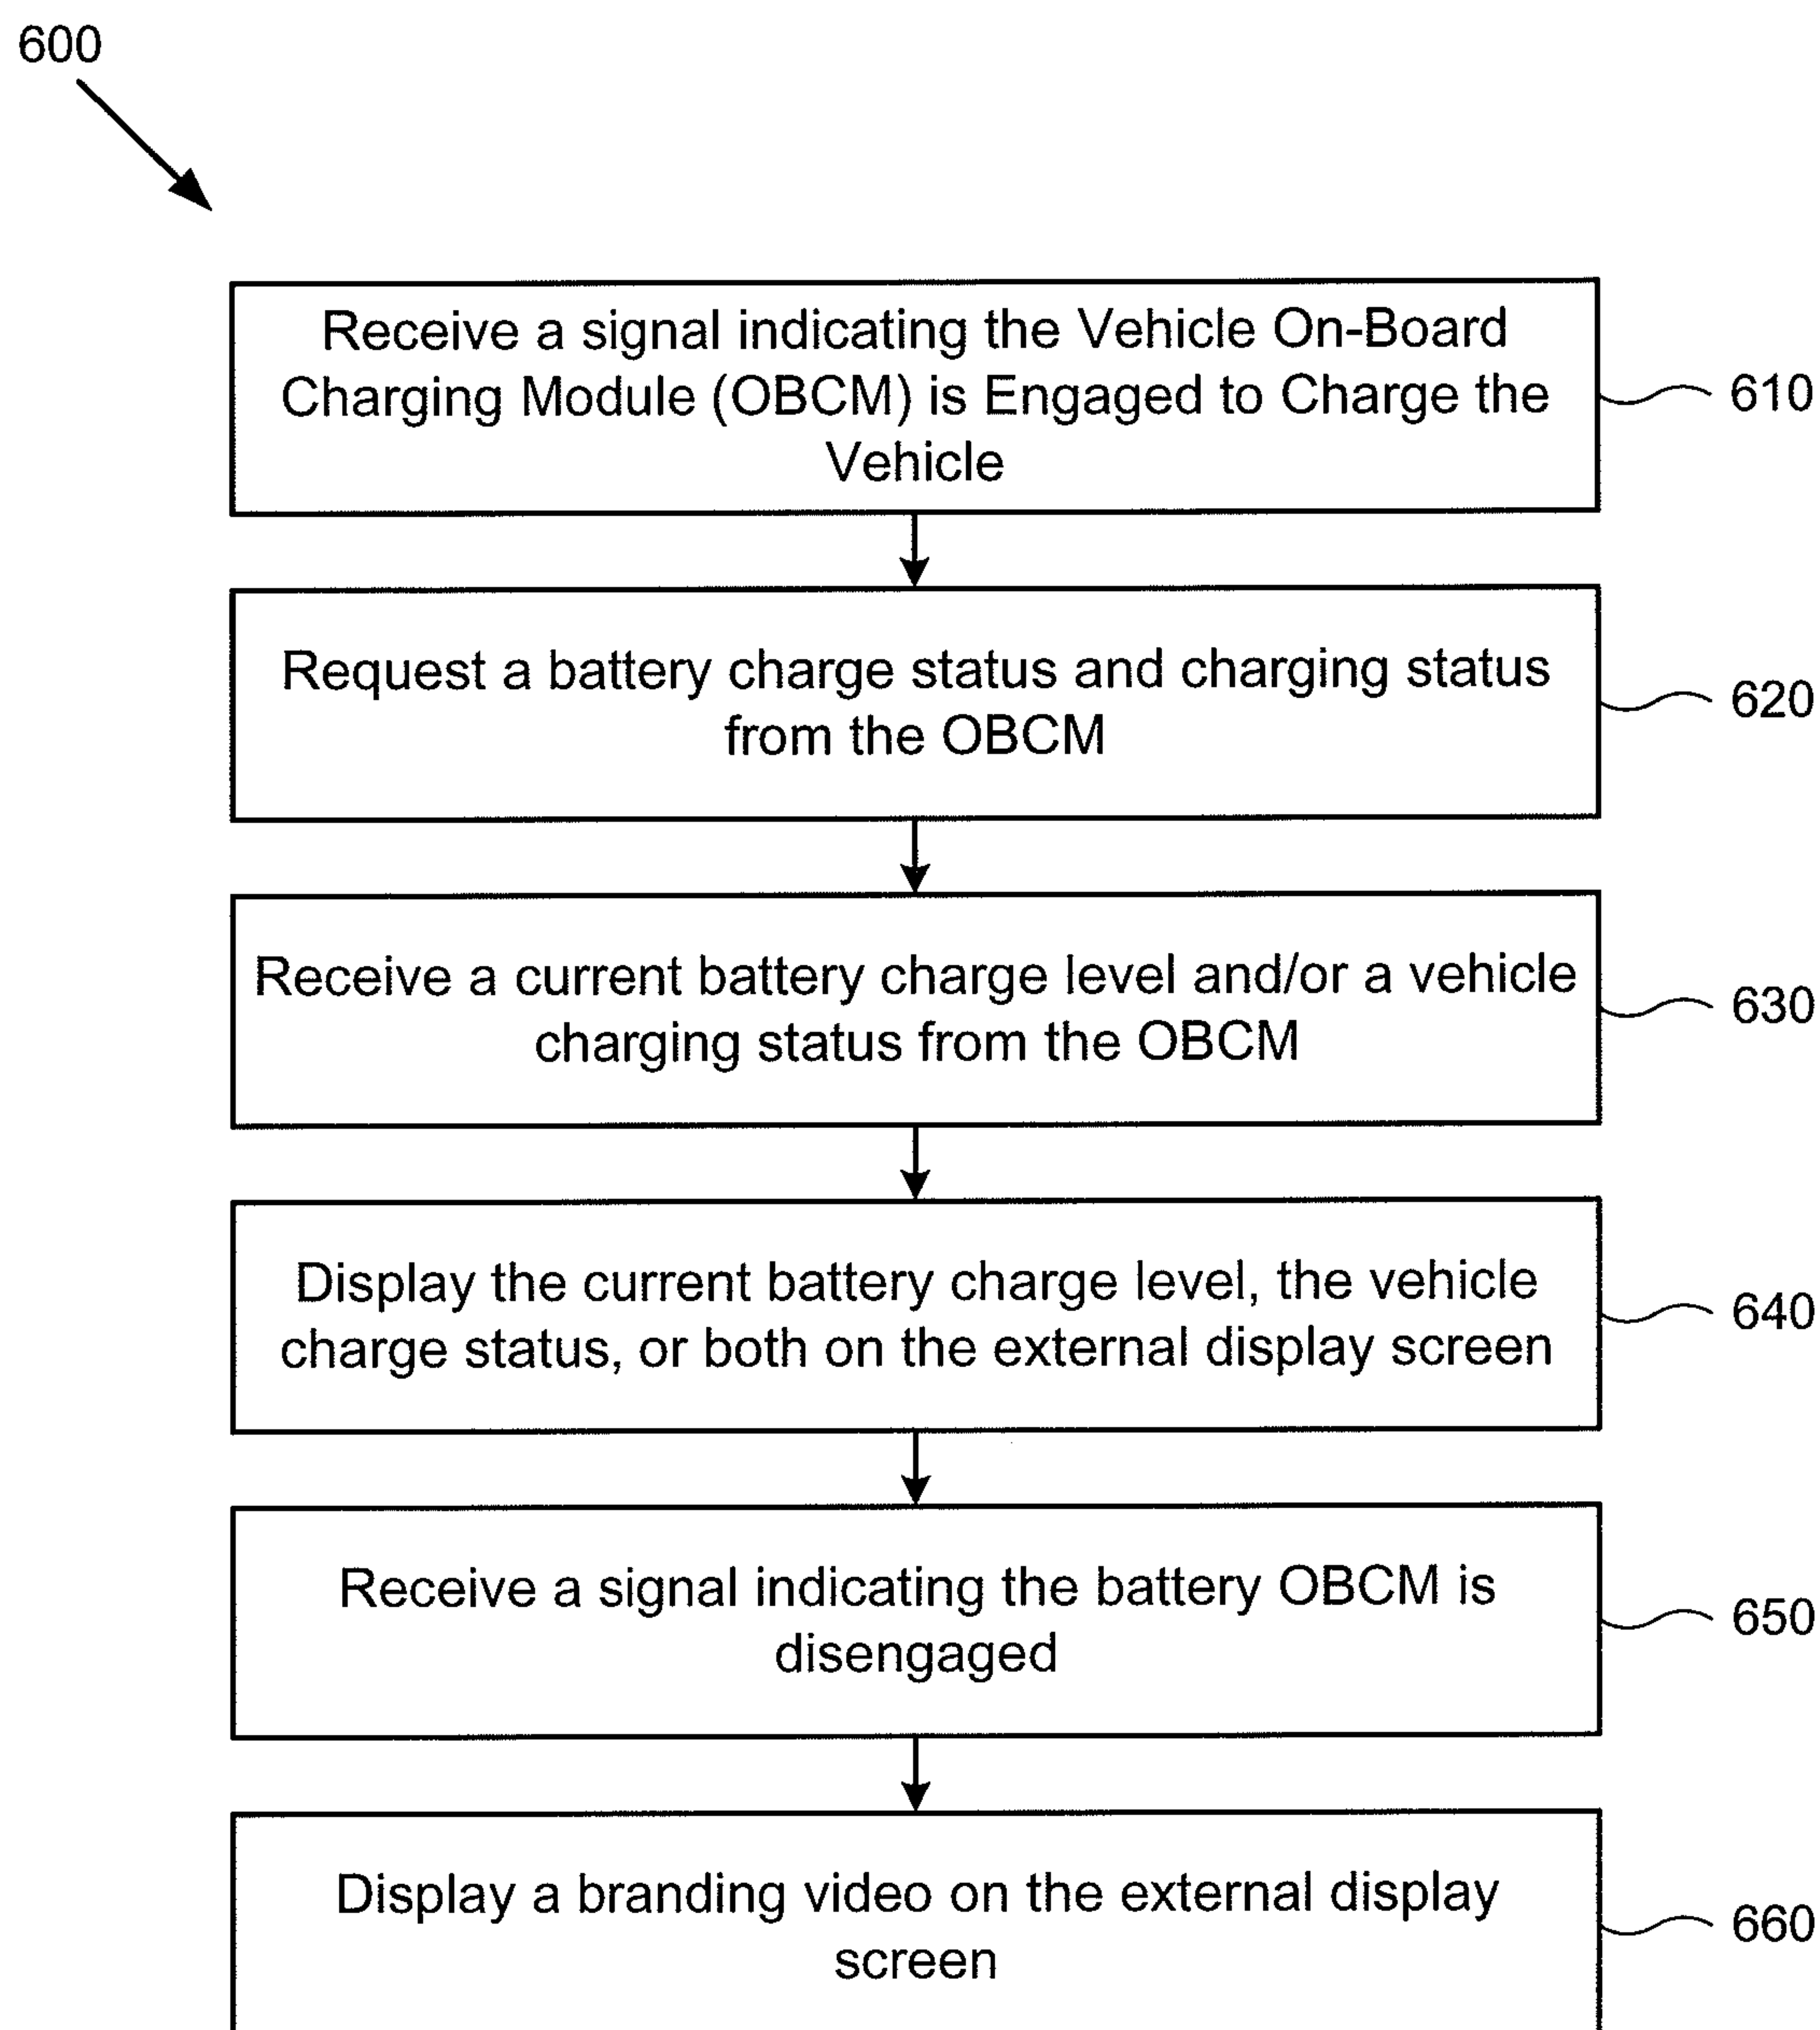 600
Receive a signal indicating the Vehicle On-Board
Charging Module (OBCM) is Engaged to Charge the
Vehicle
610
Request a battery charge status and charging status
from the OBCM
620
Receive a current battery charge level and/or a vehicle
charging status from the OBCM
630
Display the current battery charge level, the vehicle
charge status, or both on the external display screen
640
Receive a signal indicating the battery OBCM is
disengaged
650
Display a branding video on the external display
screen
660